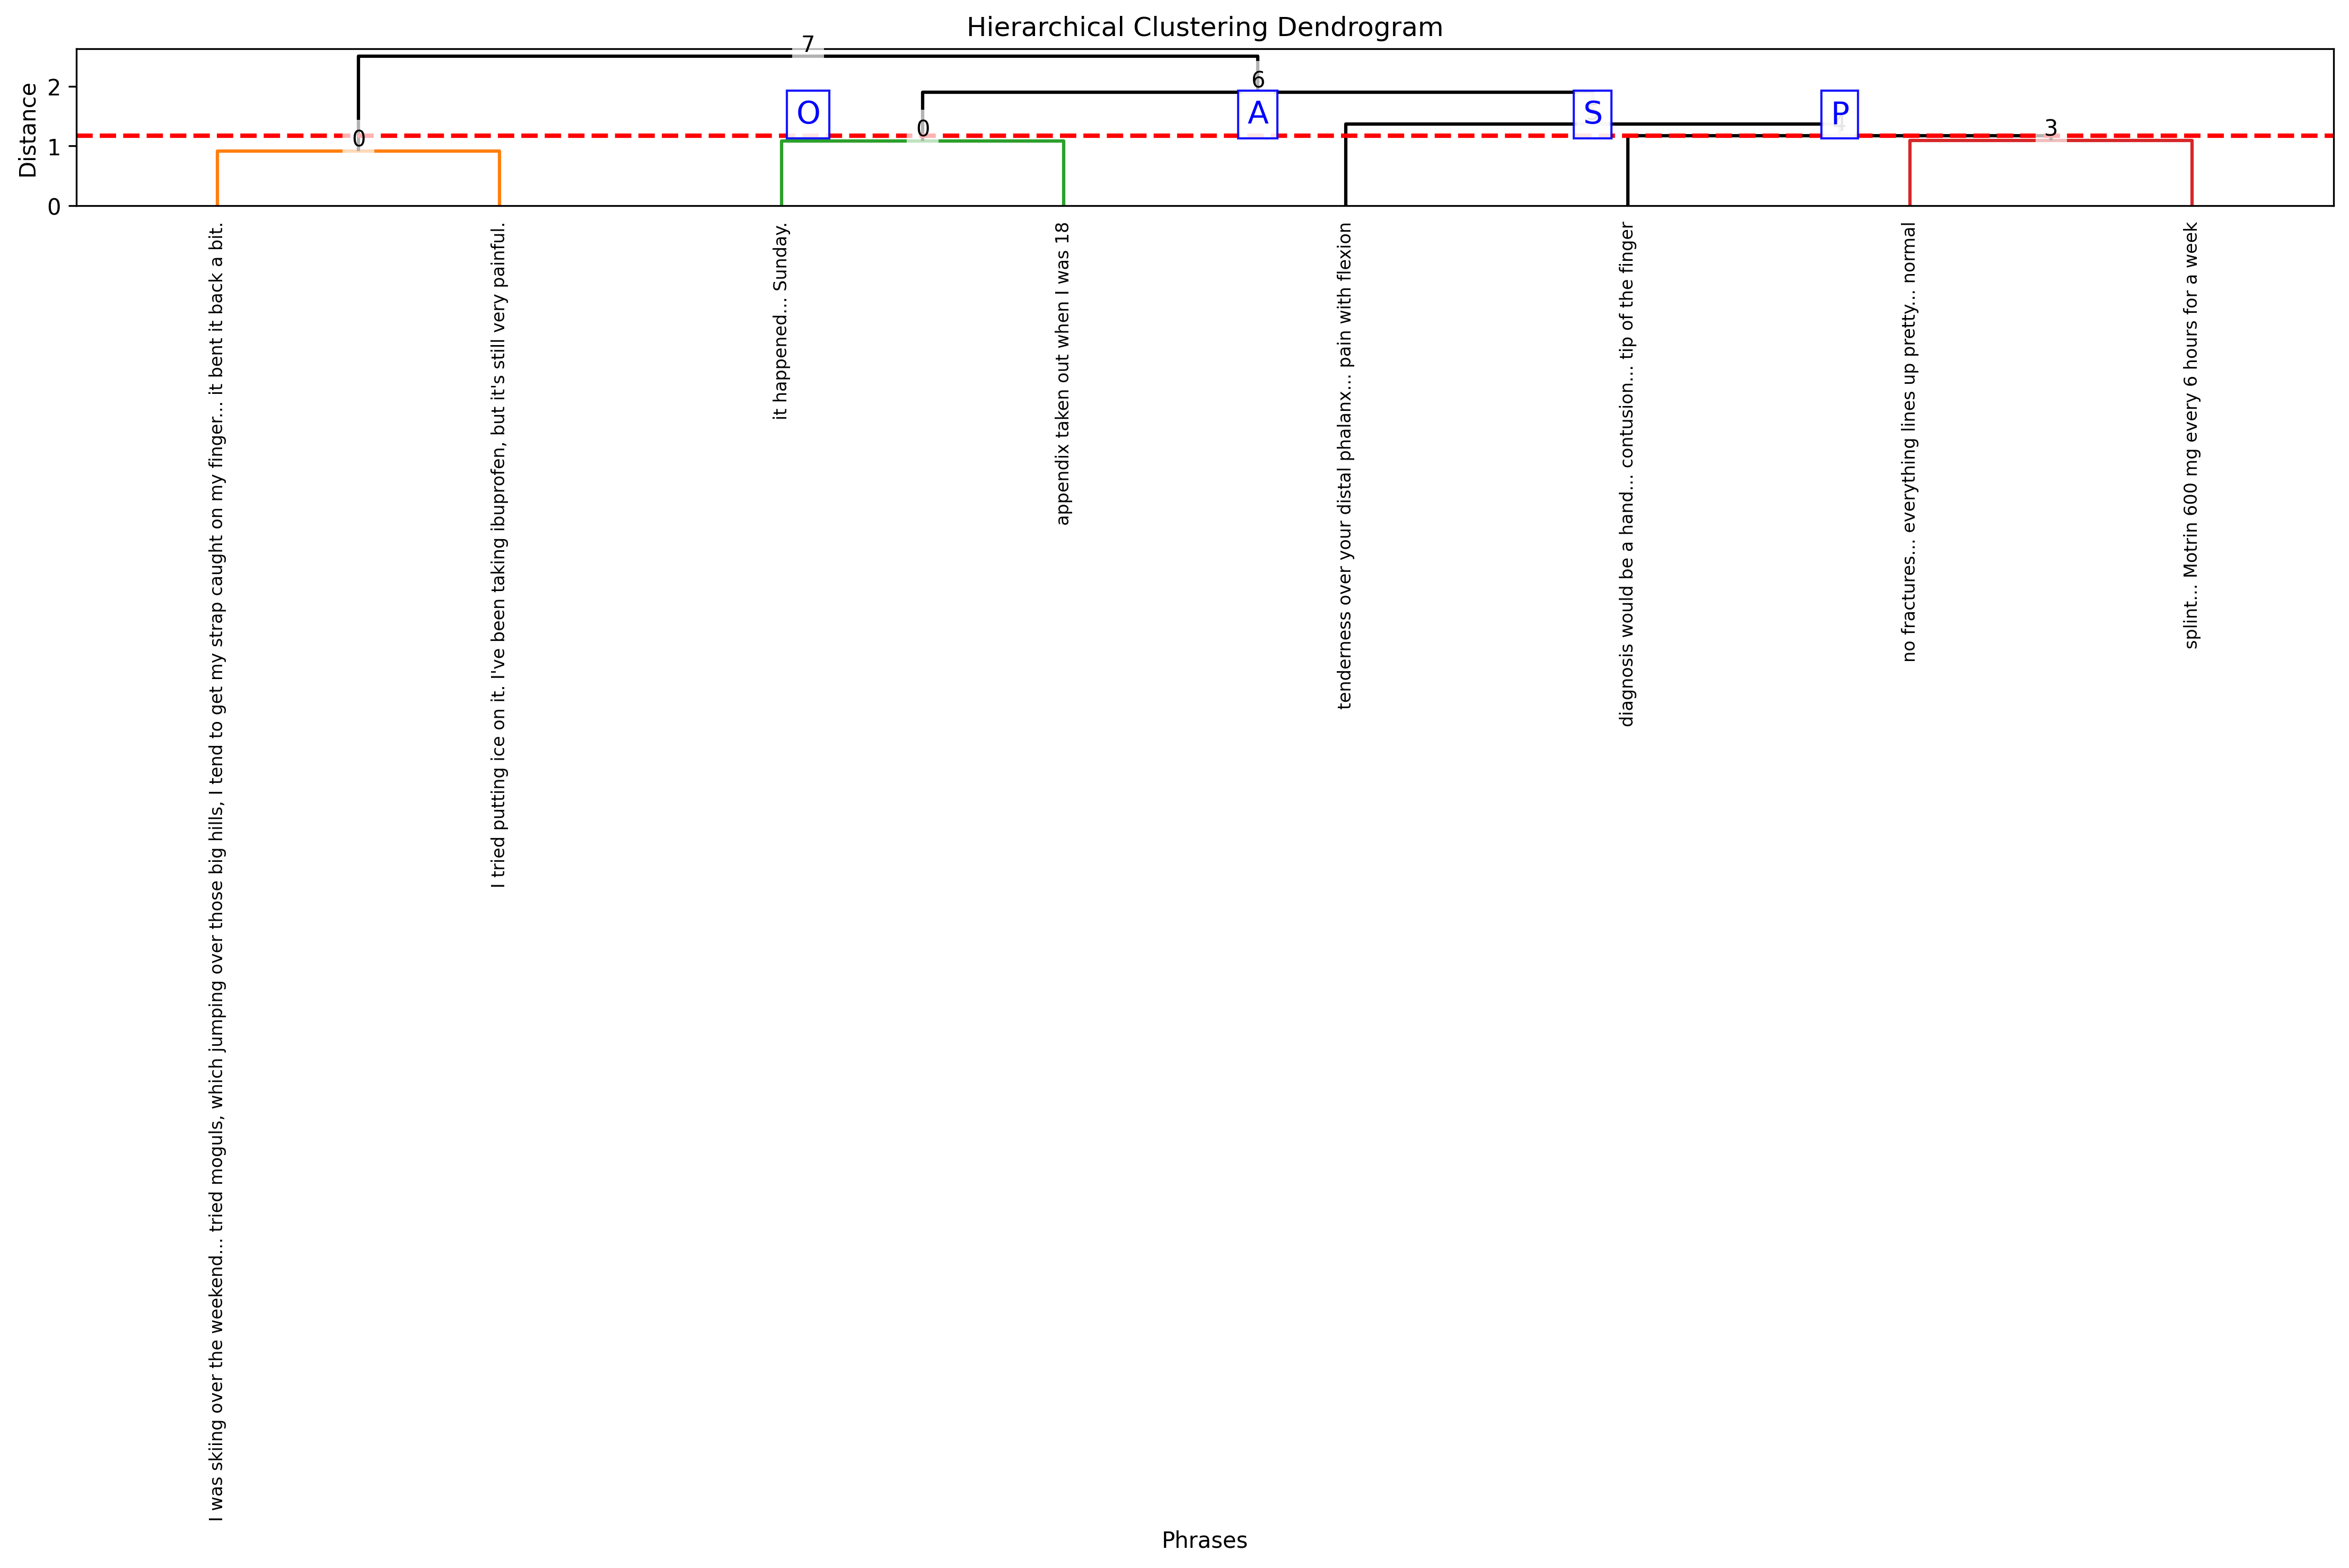 Hierarchical Clustering Dendrogram
Distance
2
1
0
7
6
0
0
3
O
A
S
P
I was skiing over the weekend... tried moguls, which jumping over those big hills, I tend to get my strap caught on my finger... it bent it back a bit.
I tried putting ice on it. I've been taking ibuprofen, but it's still very painful.
it happened... Sunday.
appendix taken out when I was 18
tenderness over your distal phalanx... pain with flexion
diagnosis would be a hand... contusion... tip of the finger
no fractures... everything lines up pretty... normal
splint... Motrin 600 mg every 6 hours for a week
Phrases